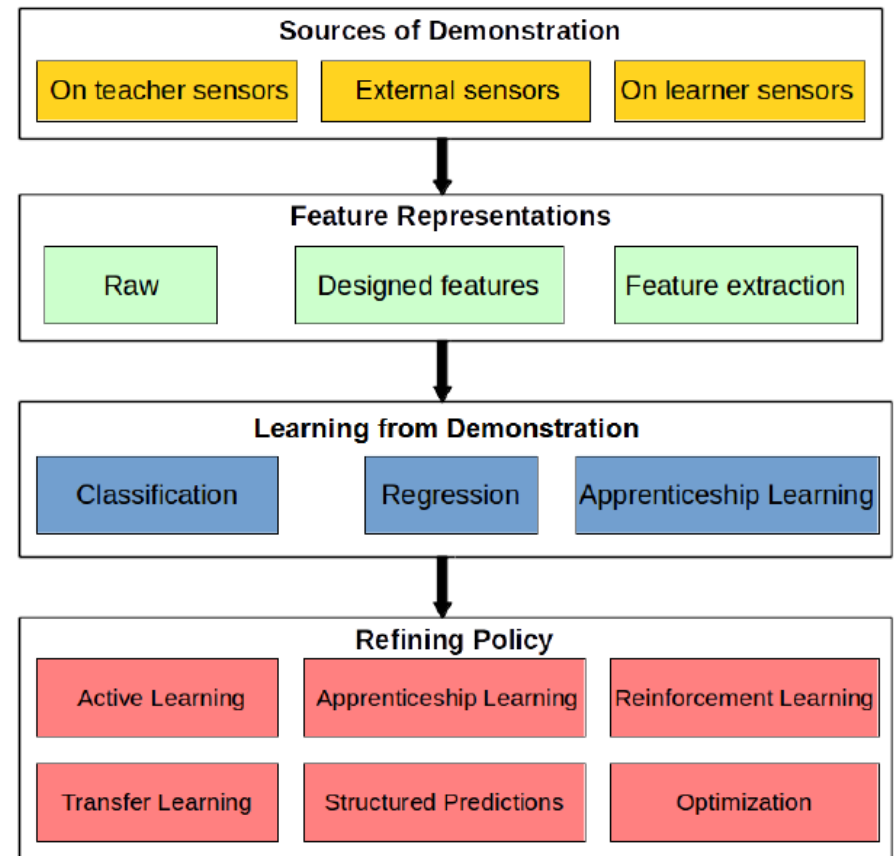 Sources of Demonstration
On teacher sensors
External sensors
On learner sensors
Feature Representations
Raw
Designed features
Feature extraction
Learning from Demonstration
Classification
Regression
Apprenticeship Learning
Refining Policy
Active Learning
Apprenticeship Learning
Reinforcement Learning
Transfer Learning
Structured Predictions
Optimization